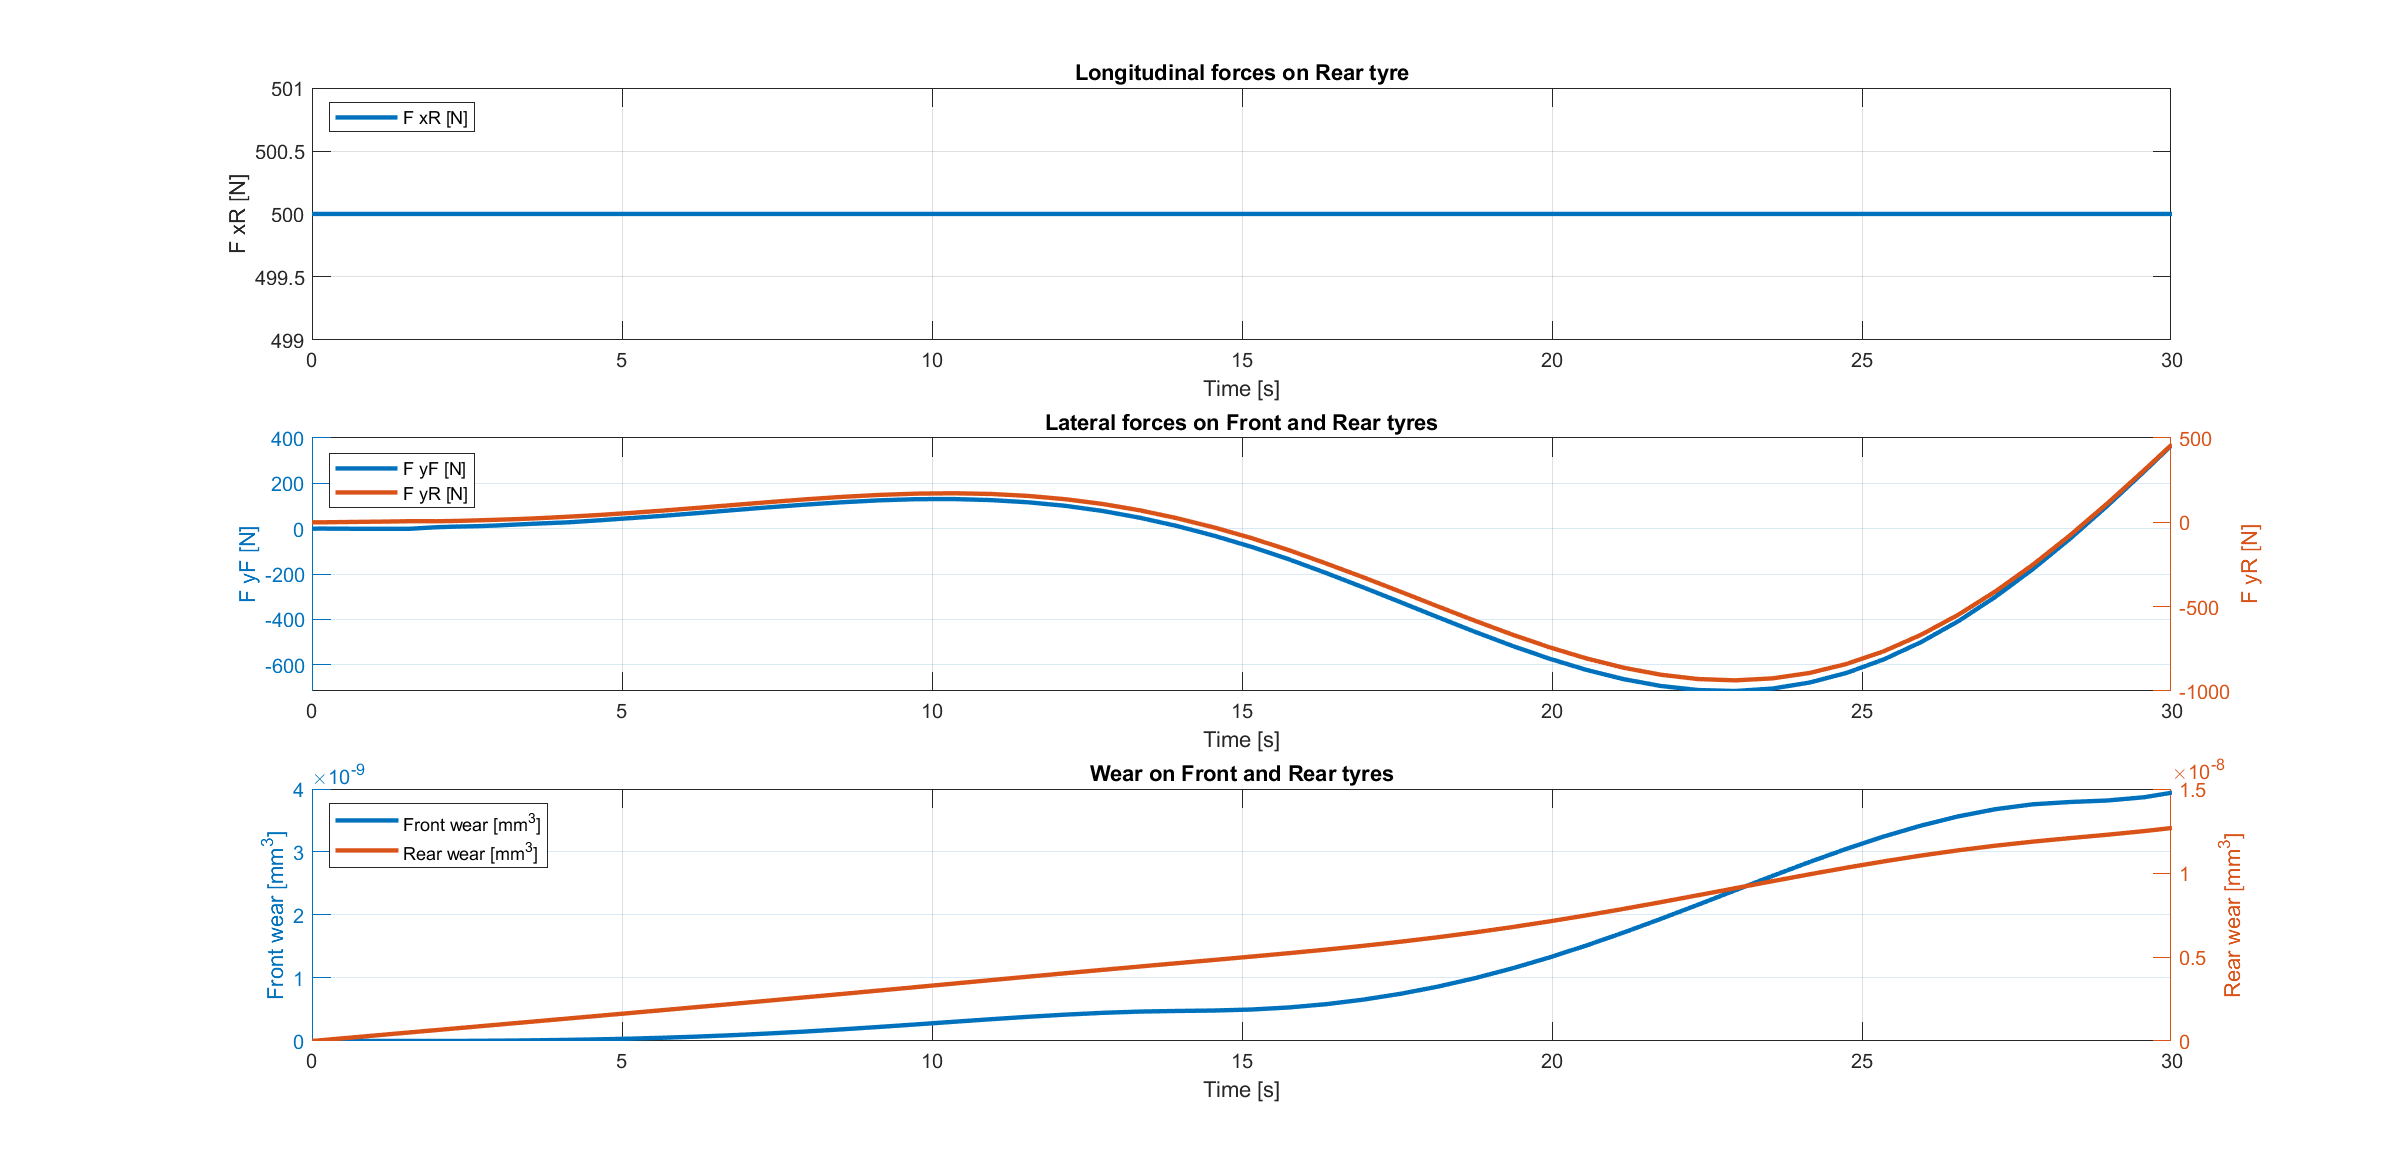 Longitudinal forces on Rear tyre
501
500.5
500
499.5
499
F xR [N]
F xR [N]
0 5 10 15 20 25 30
Time [s]
Lateral forces on Front and Rear tyres
400
200
0
-200
-400
-600
F yF [N]
F yF [N]
F yR [N]
500
0
-500
-1000
F yR [N]
0 5 10 15 20 25 30
Time [s]
Wear on Front and Rear tyres
×10⁻⁹
4
3
2
1
0
Front wear [mm³]
Front wear [mm³]
Rear wear [mm³]
×10⁻⁸
1.5
1
0.5
0
Rear wear [mm³]
0 5 10 15 20 25 30
Time [s]